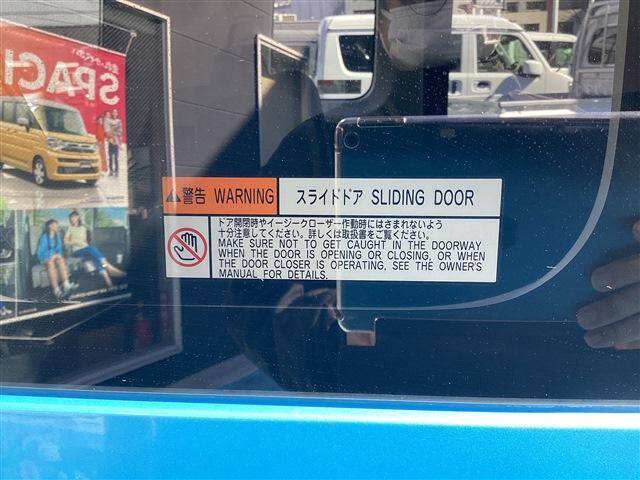 警告 WARNING
スライドドア SLIDING DOOR
ドア開閉時やイージークローザー作動時にはさまれないよう
十分注意してください。詳しくは取扱書をご覧ください。
MAKE SURE NOT TO GET CAUGHT IN THE DOORWAY
WHEN THE DOOR IS OPENING OR CLOSING, OR WHEN
THE DOOR CLOSER IS OPERATING, SEE THE OWNER'S
MANUAL FOR DETAILS.
SPACI